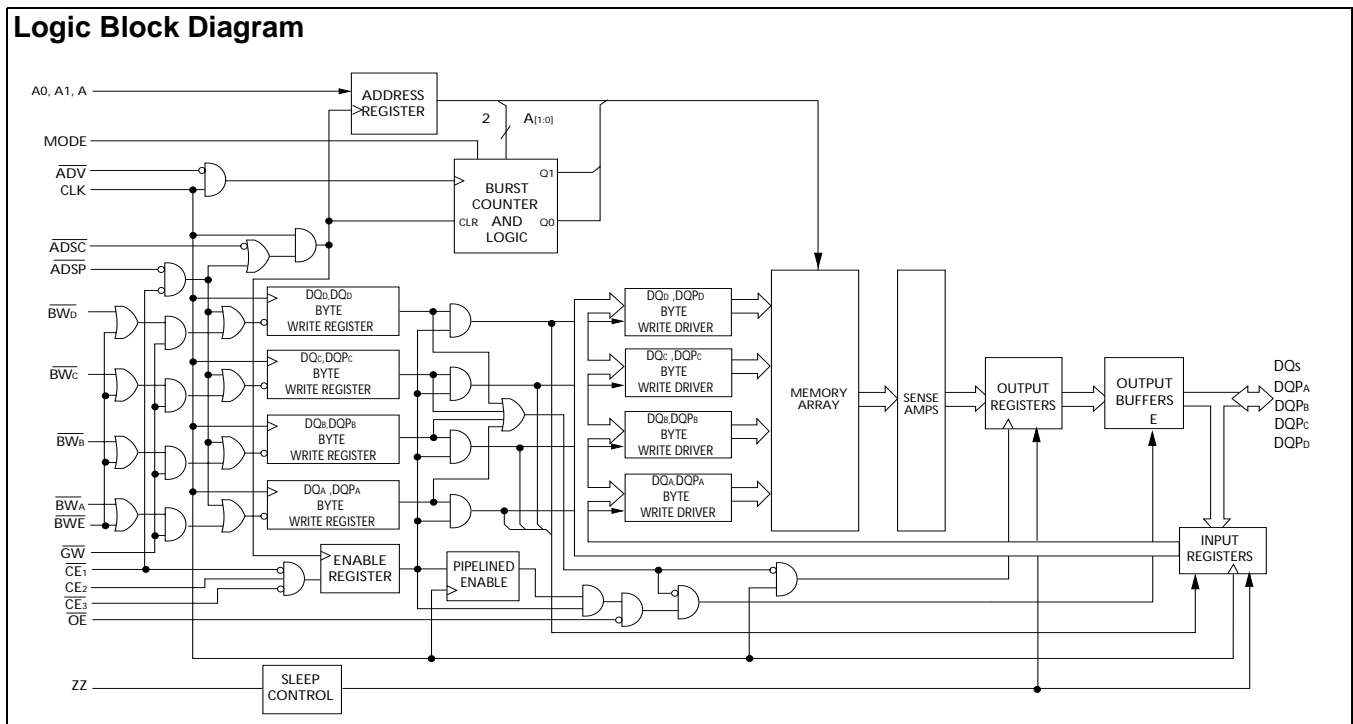 Logic Block Diagram
A0, A1, A
ADDRESS
REGISTER
2
A[1:0]
MODE
ADV
CLK
Q1
BURST
COUNTER
CLR
AND
Q0
LOGIC
ADSC
ADSP
BWD
DQD,DQD
BYTE
WRITE REGISTER
DQD ,DQPD
BYTE
WRITE DRIVER
BWC
DQC,DQPC
BYTE
WRITE REGISTER
DQC ,DQPC
BYTE
WRITE DRIVER
BWB
DQB,DQPB
BYTE
WRITE REGISTER
DQB,DQPB
BYTE
WRITE DRIVER
BWA
BWE
DQA ,DQPA
BYTE
WRITE REGISTER
DQA,DQPA
BYTE
WRITE DRIVER
MEMORY
ARRAY
SENSE
AMPS
OUTPUT
REGISTERS
OUTPUT
BUFFERS
E
DQs
DQPA
DQPB
DQPC
DQPD
GW
CE1
CE2
CE3
OE
ENABLE
REGISTER
PIPELINED
ENABLE
INPUT
REGISTERS
ZZ
SLEEP
CONTROL